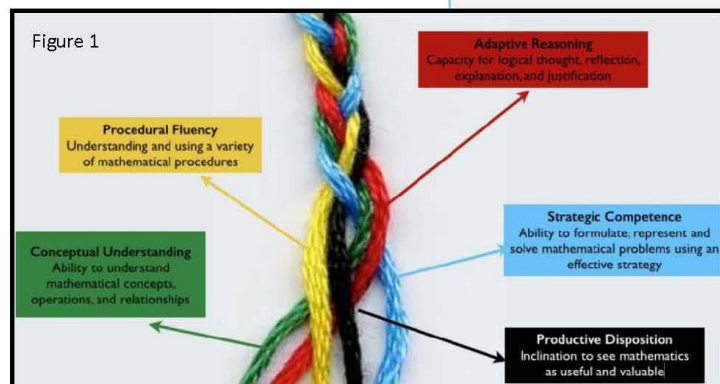 Figure 1
Adaptive Reasoning
Capacity for logical thought, reflection,
explanation, and justification
Procedural Fluency
Understanding and using a variety
of mathematical procedures
Strategic Competence
Ability to formulate, represent and
solve mathematical problems using an
effective strategy
Conceptual Understanding
Ability to understand
mathematical concepts,
operations, and relationships
Productive Disposition
Inclination to see mathematics
as useful and valuable